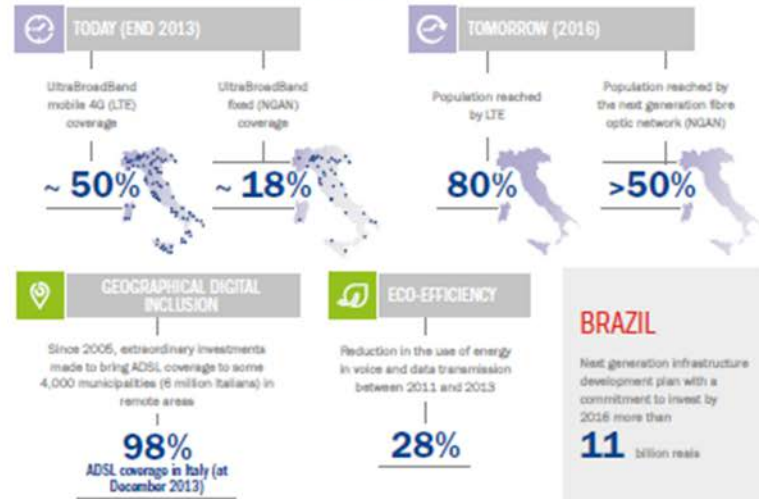 TODAY (END 2013)
UltraBroadBand
mobile 4G (LTE)
coverage
~ 50%
UltraBroadBand
fixed (NGAN)
coverage
~ 18%
TOMORROW (2016)
Population reached
by LTE
80%
Population reached by
the next generation fibre
optic network (NGAN)
>50%
GEOGRAPHICAL DIGITAL
INCLUSION
Since 2005, extraordinary investments
made to bring ADSL coverage to some
4,000 municipalities (6 million Italians) in
remote areas
98%
ADSL coverage in Italy (at
December 2013)
ECO-EFFICIENCY
Reduction in the use of energy
in voice and data transmission
between 2011 and 2013
28%
BRAZIL
Next generation infrastructure
development plan with a
commitment to invest by
2016 more than
11 billion reais